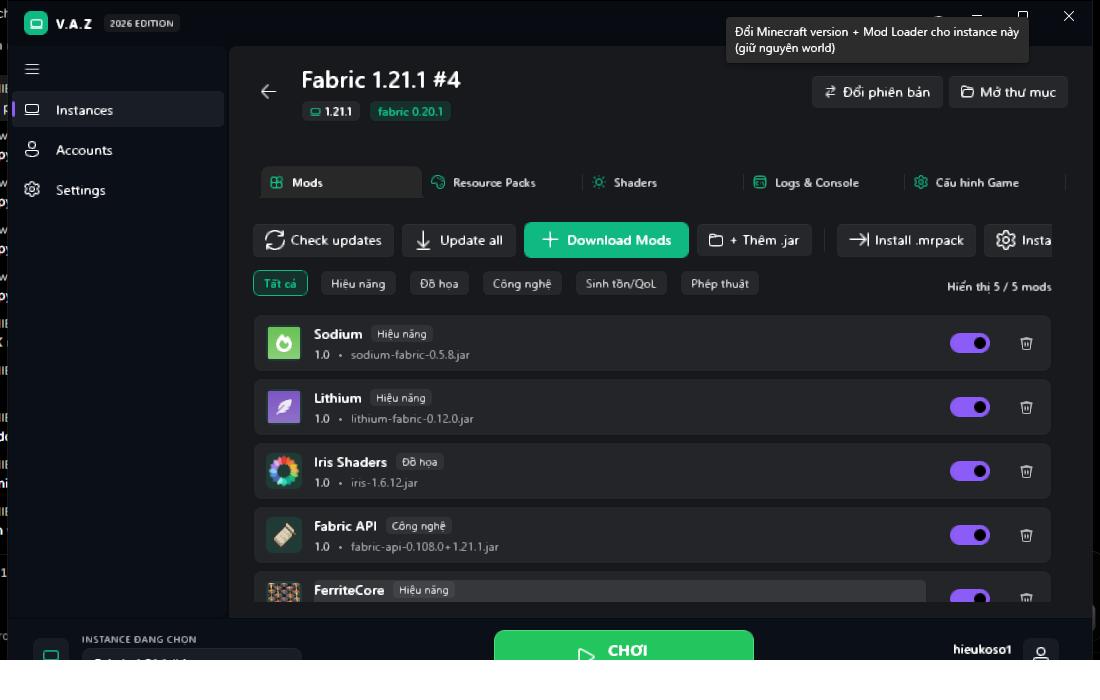 V.A.Z 2026 EDITION
Đổi Minecraft version + Mod Loader cho instance này
(giữ nguyên world)
Instances
Accounts
Settings
Fabric 1.21.1 #4
1.21.1 fabric 0.20.1
Đổi phiên bản Mở thư mục
Mods Resource Packs Shaders Logs & Console Cấu hình Game
Check updates Update all Download Mods + Thêm .jar Install .mrpack Insta
Tất cả Hiệu năng Đồ họa Công nghệ Sinh tồn/QoL Phép thuật
Hiển thị 5 / 5 mods
Sodium Hiệu năng
1.0 • sodium-fabric-0.5.8.jar
Lithium Hiệu năng
1.0 • lithium-fabric-0.12.0.jar
Iris Shaders Đồ họa
1.0 • iris-1.6.12.jar
Fabric API Công nghệ
1.0 • fabric-api-0.108.0+1.21.1.jar
FerriteCore Hiệu năng
INSTANCE ĐANG CHỌN
CHƠI
hieukoso1